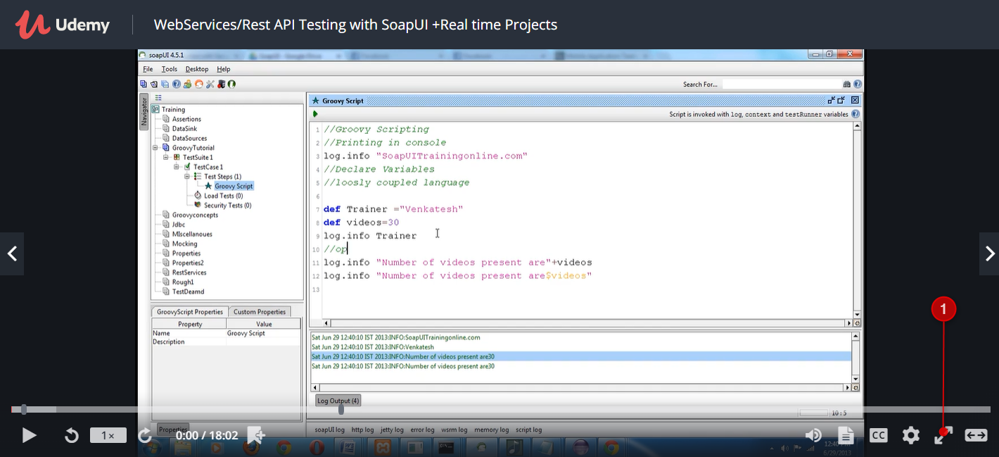 Udemy
WebServices/Rest API Testing with SoapUI +Real time Projects
soapUI 4.5.1
File Tools Desktop Help
Search For...
Navigator
Training
Assertions
DataSink
DataSources
GroovyTutorial
TestSuite 1
TestCase 1
Test Steps (1)
Groovy Script
Load Tests (0)
Security Tests (0)
Groovyconcepts
Jdbc
MIscellanoues
Mocking
Properties
Properties2
RestServices
Rough1
TestDeamd
GroovyScript Properties Custom Properties
Property Value
Name Groovy Script
Description
Properties
Groovy Script
Script is invoked with log, context and testRunner variables
1 //Groovy Scripting
2 //Printing in console
3 log.info "SoapUITrainingonline.com"
4 //Declare Variables
5 //loosly coupled language
6
7 def Trainer ="Venkatesh"
8 def videos=30
9 log.info Trainer
10 //op
11 log.info "Number of videos present are"+videos
12 log.info "Number of videos present are$videos"
13
Sat Jun 29 12:40:10 IST 2013:INFO:SoapUITrainingonline.com
Sat Jun 29 12:40:10 IST 2013:INFO:Venkatesh
Sat Jun 29 12:40:10 IST 2013:INFO:Number of videos present are30
Sat Jun 29 12:40:10 IST 2013:INFO:Number of videos present are30
Log Output (4)
10 : 5
soapUI log http log jetty log error log wsrm log memory log script log
1
1x
0:00 / 18:02
CC
6/29/2013